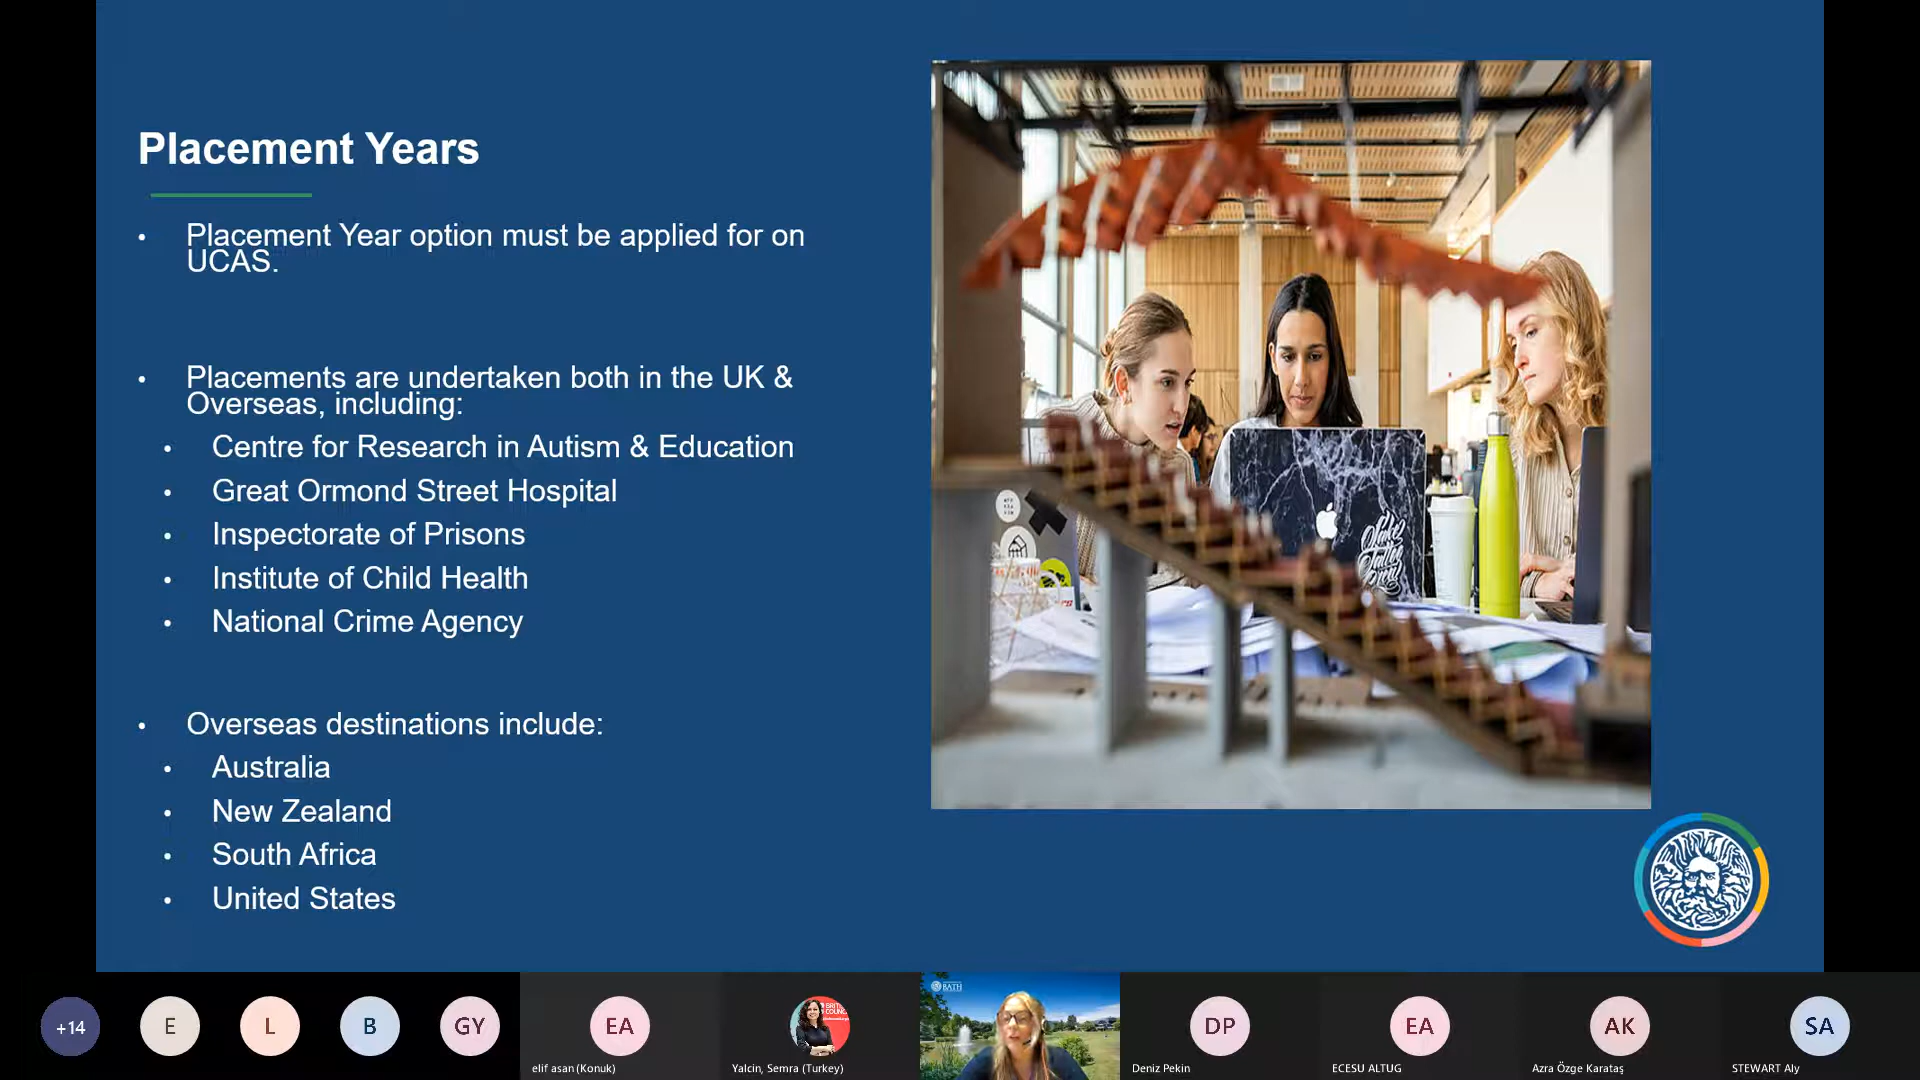 Placement Years
• Placement Year option must be applied for on
UCAS.
• Placements are undertaken both in the UK &
Overseas, including:
• Centre for Research in Autism & Education
• Great Ormond Street Hospital
• Inspectorate of Prisons
• Institute of Child Health
• National Crime Agency
• Overseas destinations include:
• Australia
• New Zealand
• South Africa
• United States
+14
E
L
B
GY
EA
elif asan (Konuk)
Yalcin, Semra (Turkey)
BATH
DP
Deniz Pekin
EA
ECESU ALTUG
AK
Azra Özge Karataş
SA
STEWART Aly